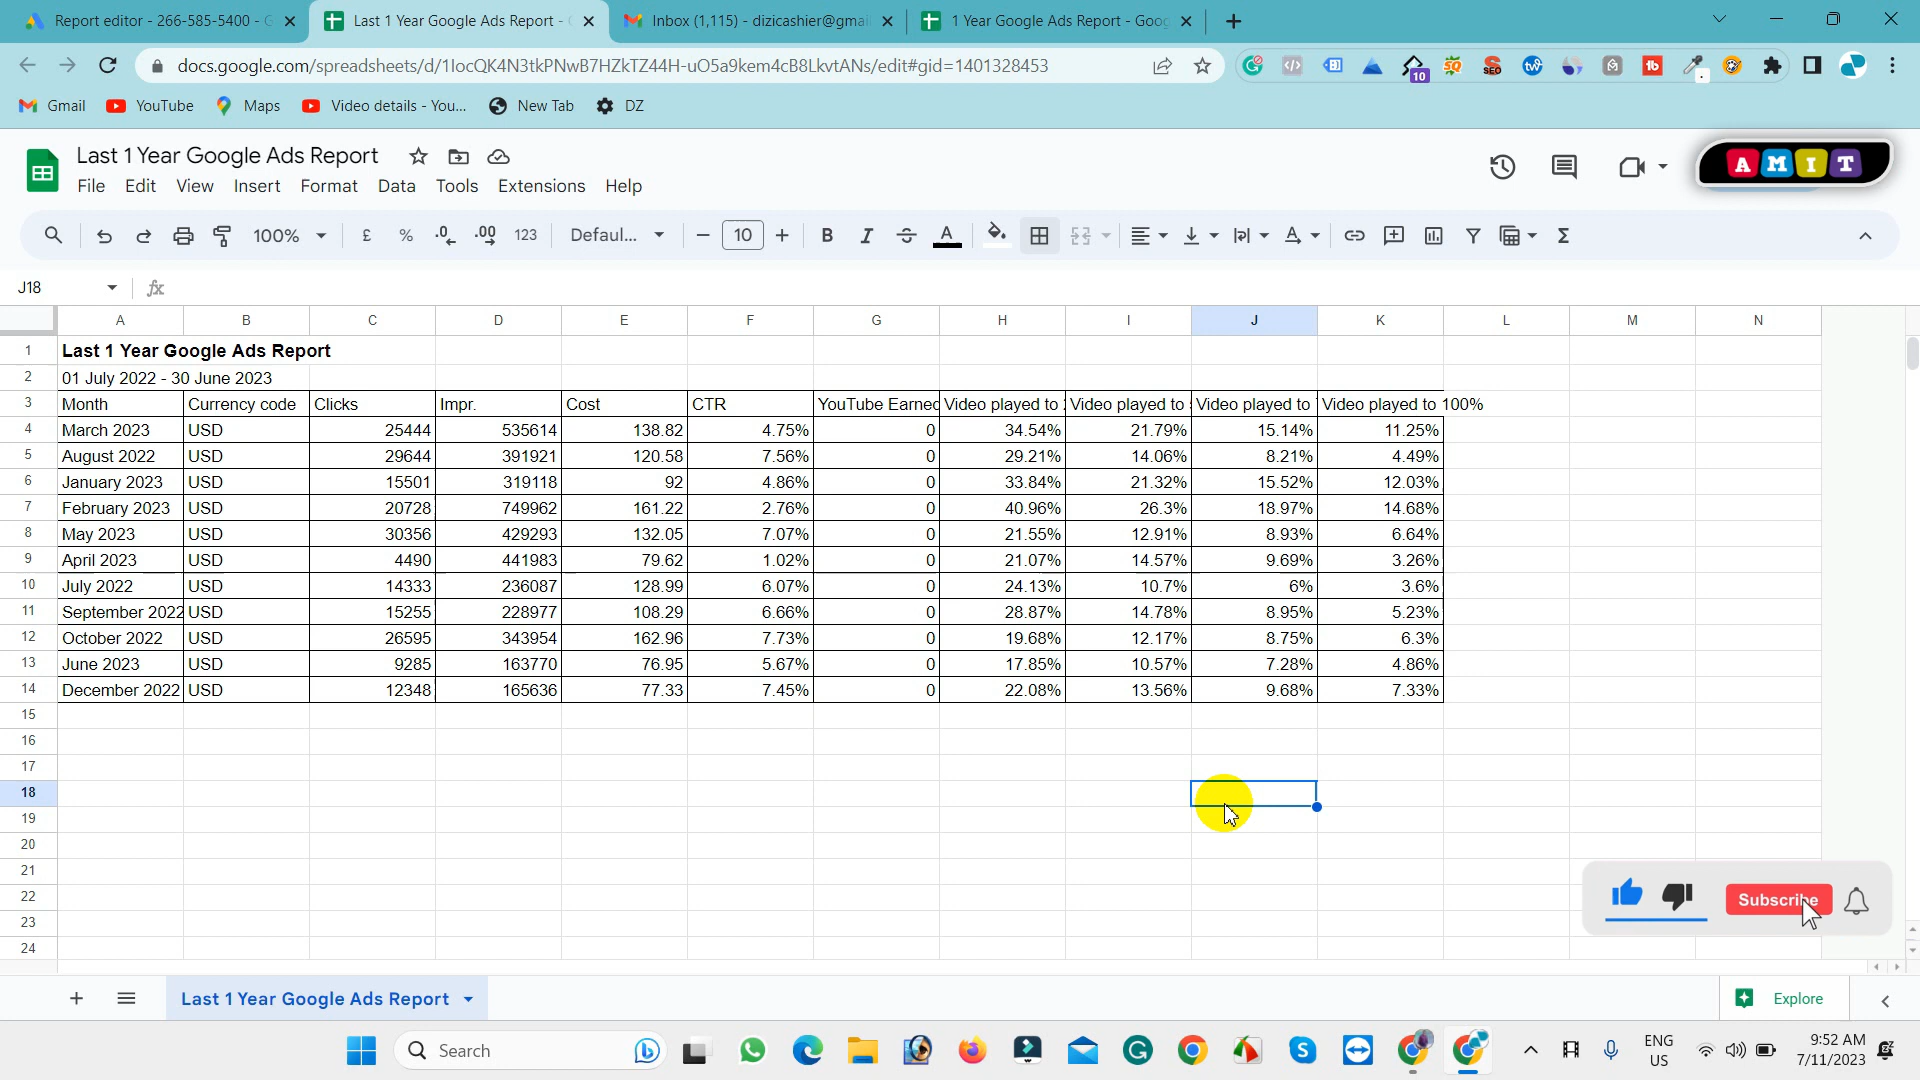 Report editor - 266-585-5400 - G
Last 1 Year Google Ads Report -
Inbox (1,115) - dizicashier@gmai
1 Year Google Ads Report - Goog
docs.google.com/spreadsheets/d/1IocQK4N3tkPNwB7HZkTZ44H-uO5a9kem4cB8LkvtANs/edit#gid=1401328453
10
Gmail YouTube Maps Video details - You... New Tab DZ
Last 1 Year Google Ads Report
File Edit View Insert Format Data Tools Extensions Help
AMIT
100% £ % .0 .00 123 Defaul... 10 B I A
J18 fx
A B C D E F G H I J K L M N
1 Last 1 Year Google Ads Report
2 01 July 2022 - 30 June 2023
3 Month Currency code Clicks Impr. Cost CTR YouTube Earned Video played to Video played to Video played to Video played to 100%
4 March 2023 USD 25444 535614 138.82 4.75% 0 34.54% 21.79% 15.14% 11.25%
5 August 2022 USD 29644 391921 120.58 7.56% 0 29.21% 14.06% 8.21% 4.49%
6 January 2023 USD 15501 319118 92 4.86% 0 33.84% 21.32% 15.52% 12.03%
7 February 2023 USD 20728 749962 161.22 2.76% 0 40.96% 26.3% 18.97% 14.68%
8 May 2023 USD 30356 429293 132.05 7.07% 0 21.55% 12.91% 8.93% 6.64%
9 April 2023 USD 4490 441983 79.62 1.02% 0 21.07% 14.57% 9.69% 3.26%
10 July 2022 USD 14333 236087 128.99 6.07% 0 24.13% 10.7% 6% 3.6%
11 September 2022 USD 15255 228977 108.29 6.66% 0 28.87% 14.78% 8.95% 5.23%
12 October 2022 USD 26595 343954 162.96 7.73% 0 19.68% 12.17% 8.75% 6.3%
13 June 2023 USD 9285 163770 76.95 5.67% 0 17.85% 10.57% 7.28% 4.86%
14 December 2022 USD 12348 165636 77.33 7.45% 0 22.08% 13.56% 9.68% 7.33%
15
16
17
18
19
20
21
22
23
24
Subscribe
Last 1 Year Google Ads Report
Explore
Search
ENG
US
9:52 AM
7/11/2023